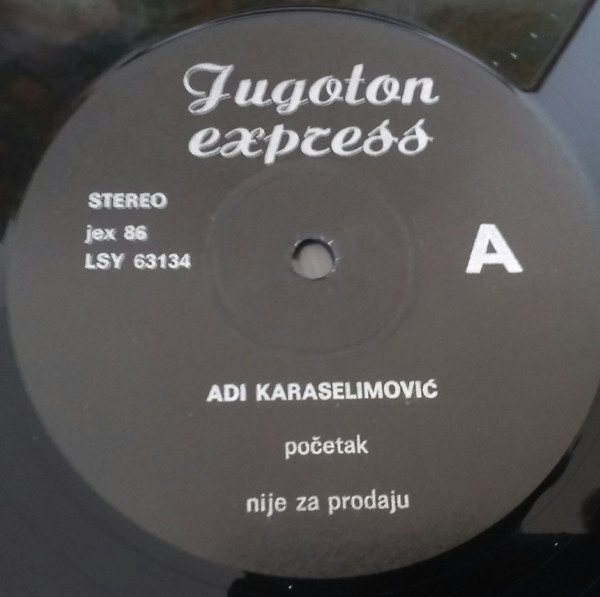 Jugoton
express
STEREO
jex 86
LSY 63134
A
ADI KARASELIMOVIĆ
početak
nije za prodaju